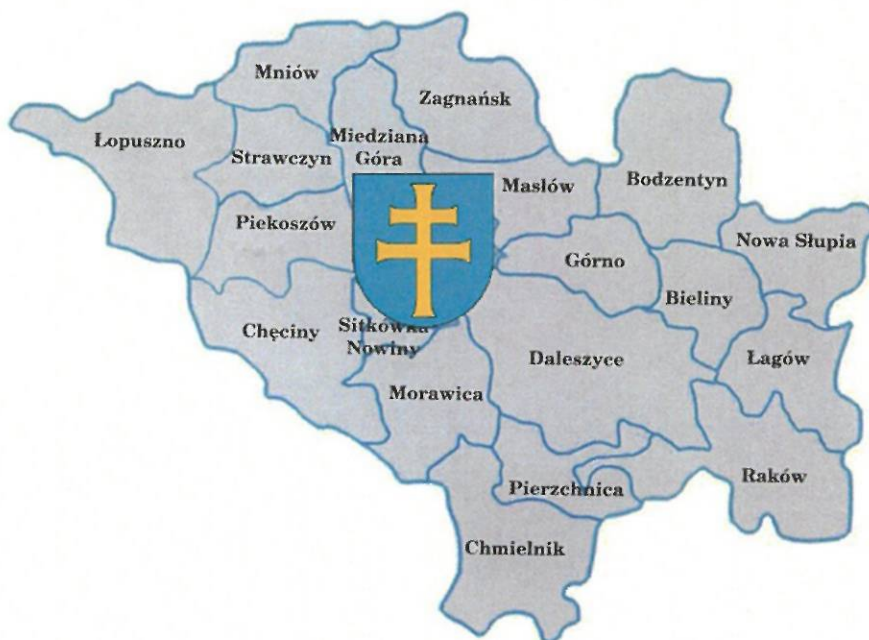 Mniów
Zagnańsk
Łopuszno
Miedziana
Góra
Strawczyn
Masłów
Bodzentyn
Piekoszów
Nowa Słupia
Górno
Bieliny
Chęciny
Sitkówka
Nowiny
Daleszyce
Łagów
Morawica
Pierzchnica
Raków
Chmielnik